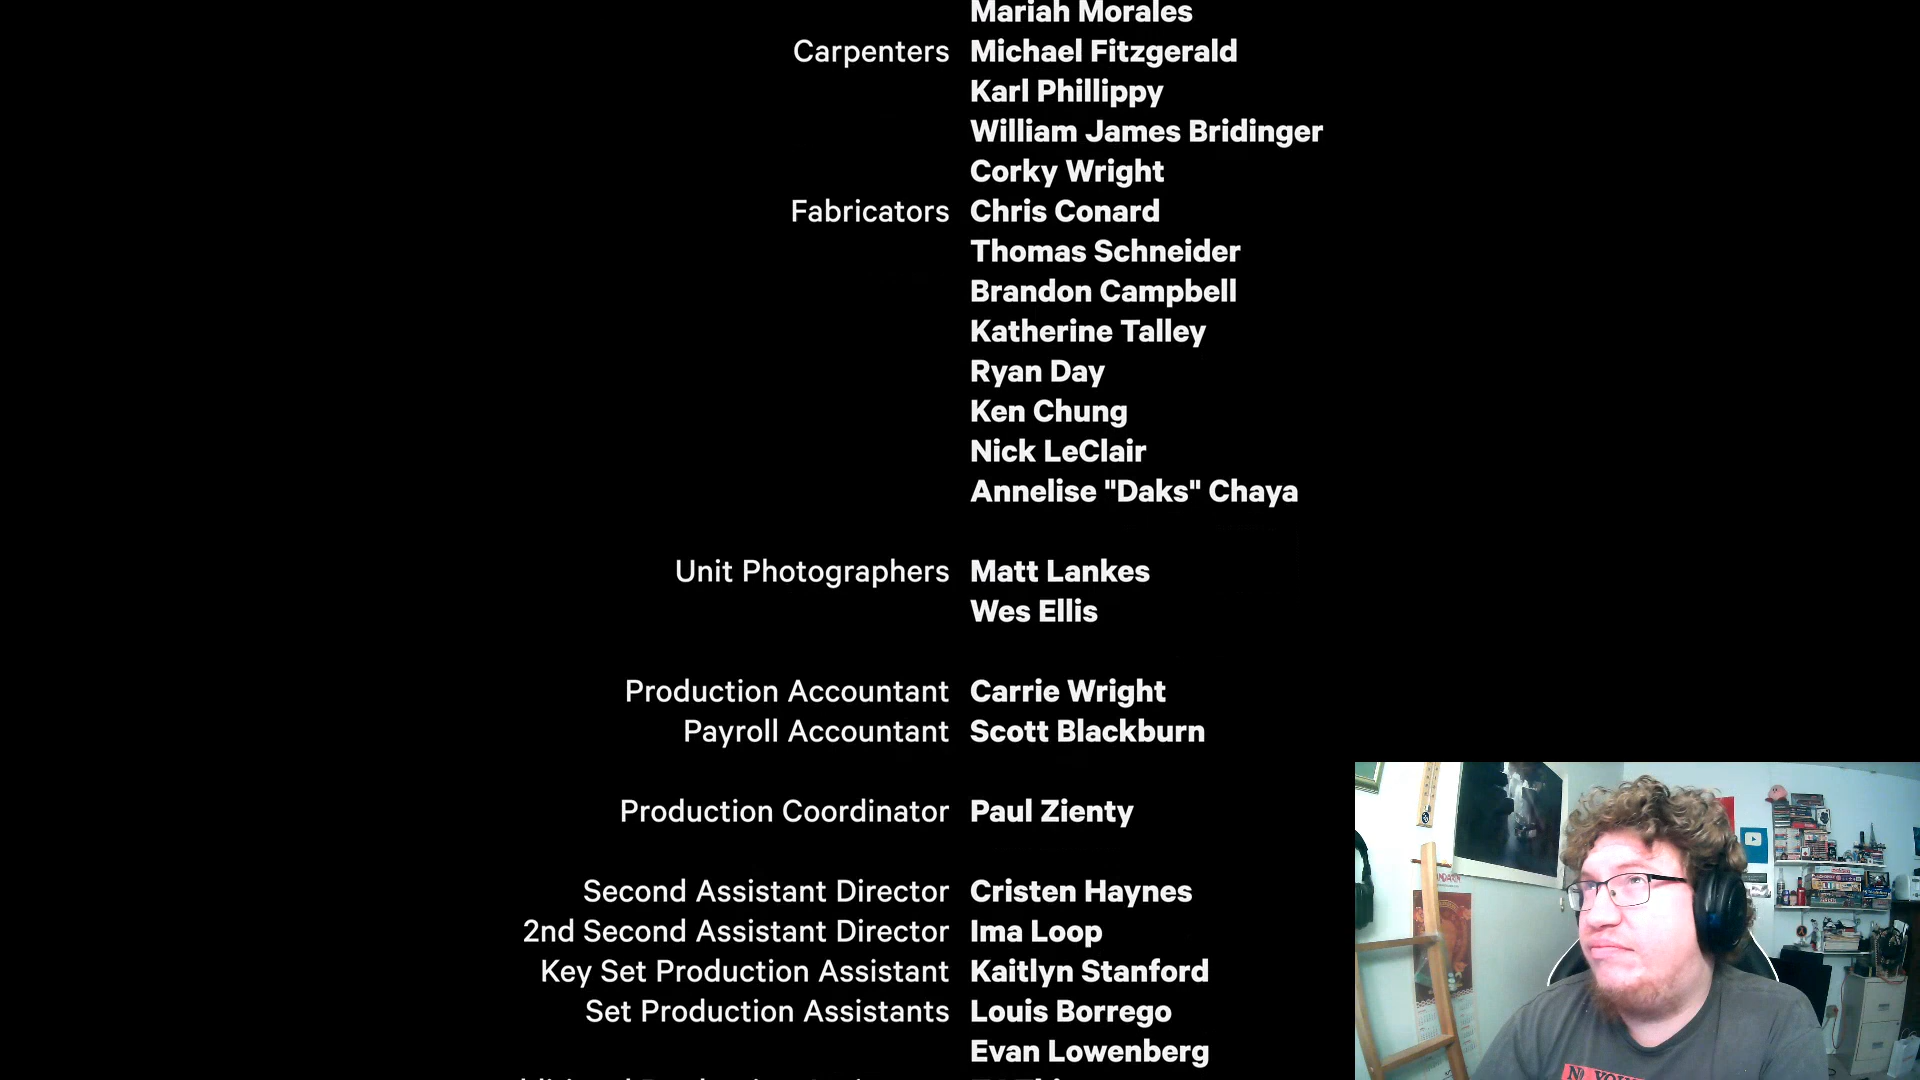 Mariah Morales
Carpenters Michael Fitzgerald
Karl Phillippy
William James Bridinger
Corky Wright
Fabricators Chris Conard
Thomas Schneider
Brandon Campbell
Katherine Talley
Ryan Day
Ken Chung
Nick LeClair
Annelise "Daks" Chaya
Unit Photographers Matt Lankes
Wes Ellis
Production Accountant Carrie Wright
Payroll Accountant Scott Blackburn
Production Coordinator Paul Zienty
Second Assistant Director Cristen Haynes
2nd Second Assistant Director Ima Loop
Key Set Production Assistant Kaitlyn Stanford
Set Production Assistants Louis Borrego
Evan Lowenberg